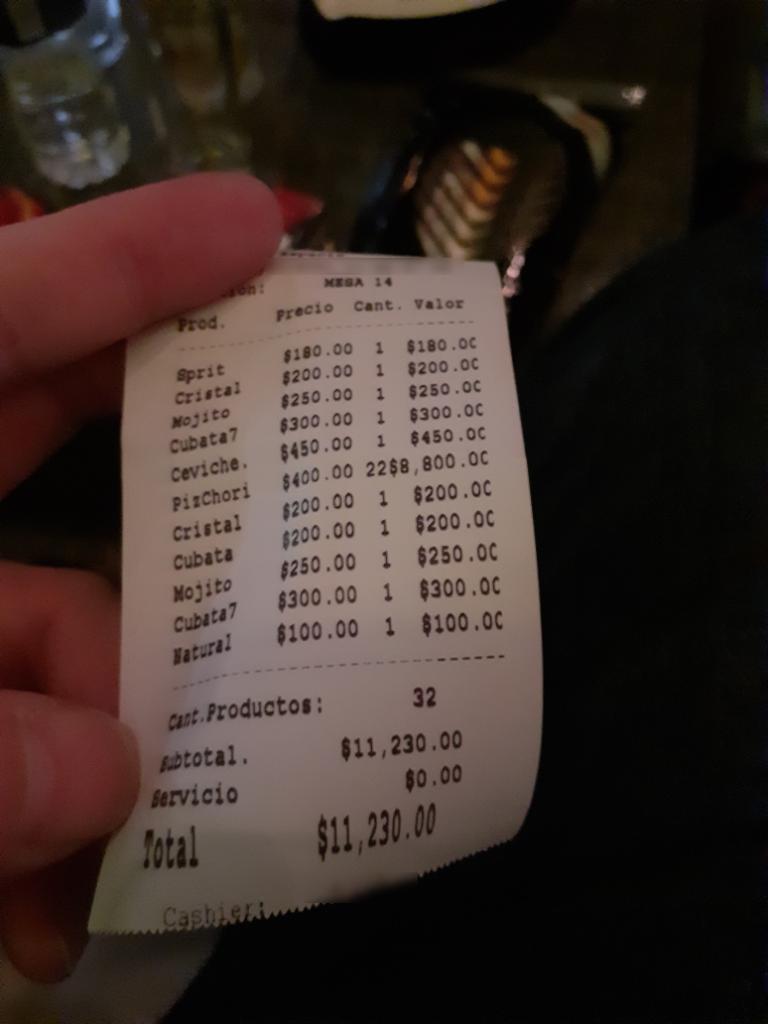 MESA 14
Prod. Precio Cant. Valor
Sprit $180.00 1 $180.00
Cristal $200.00 1 $200.00
Mojito $250.00 1 $250.00
Cubata7 $300.00 1 $300.00
Ceviche. $450.00 1 $450.00
PizChori $400.00 22$8,800.00
Cristal $200.00 1 $200.00
Cubata $200.00 1 $200.00
Mojito $250.00 1 $250.00
Cubata7 $300.00 1 $300.00
Natural $100.00 1 $100.00
Cant.Productos: 32
Subtotal. $11,230.00
Servicio $0.00
Total $11,230.00
Cashier: